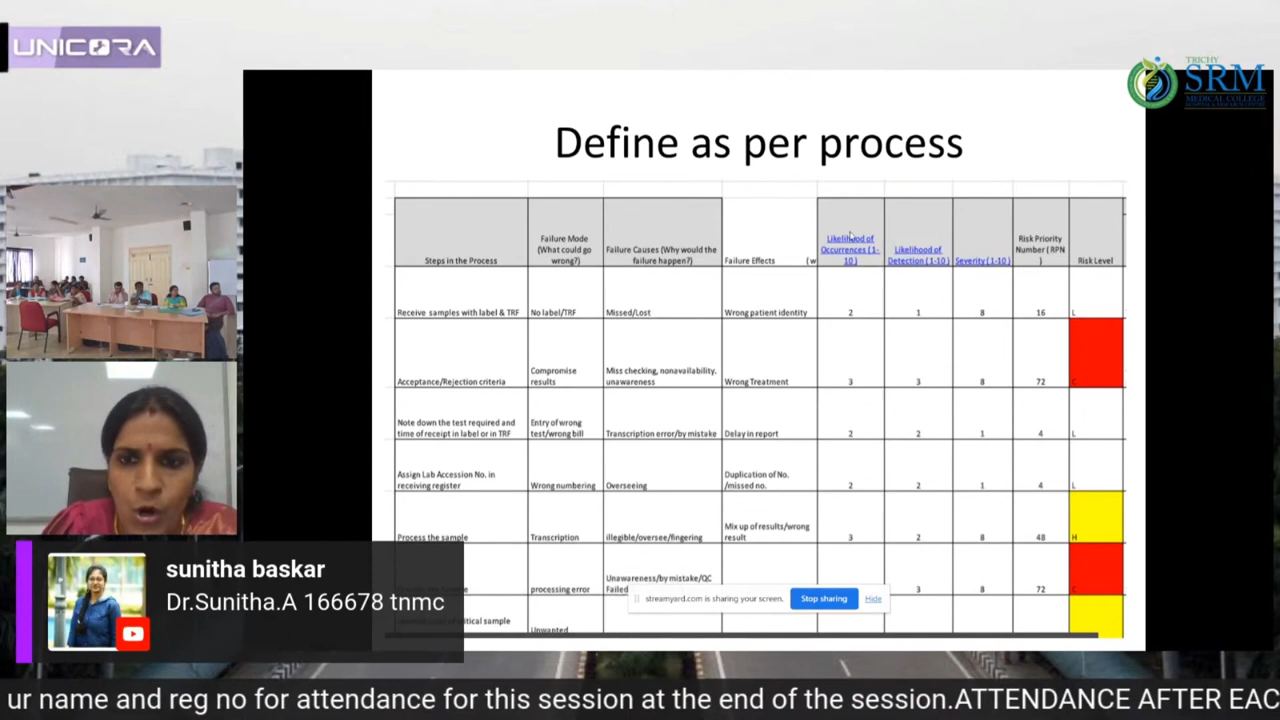 UNICORA
TRICHY
SRM
MEDICAL COLLEGE
HOSPITAL & RESEARCH CENTRE
Define as per process
Steps in the Process
Failure Mode
(What could go
wrong?)
Failure Causes (Why would the
failure happen?)
Failure Effects (w
Likelihood of
Occurrences (1-
10)
Likelihood of
Detection (1-10)
Severity (1-10)
Risk Priority
Number (RPN
)
Risk Level
Receive samples with label & TRF
No label/TRF
Missed/Lost
Wrong patient identity
2
1
8
16
L
Acceptance/Rejection criteria
Compromise
results
Miss checking, nonavailability,
unawareness
Wrong Treatment
3
3
8
72
C
Note down the test required and
time of receipt in label or in TRF
Entry of wrong
test/wrong bill
Transcription error/by mistake
Delay in report
2
2
1
4
L
Assign Lab Accession No. in
receiving register
Wrong numbering
Overseeing
Duplication of No.
/missed no.
2
2
1
4
L
Process the sample
Transcription
illegible/oversee/fingering
Mix up of results/wrong
result
3
2
8
48
H
processing error
Unawareness/by mistake/QC
Failed
3
8
72
C
critical sample
Unwanted
streamyard.com is sharing your screen.
Stop sharing
Hide
sunitha baskar
Dr.Sunitha.A 166678 tnmc
ur name and reg no for attendance for this session at the end of the session.ATTENDANCE AFTER EAC